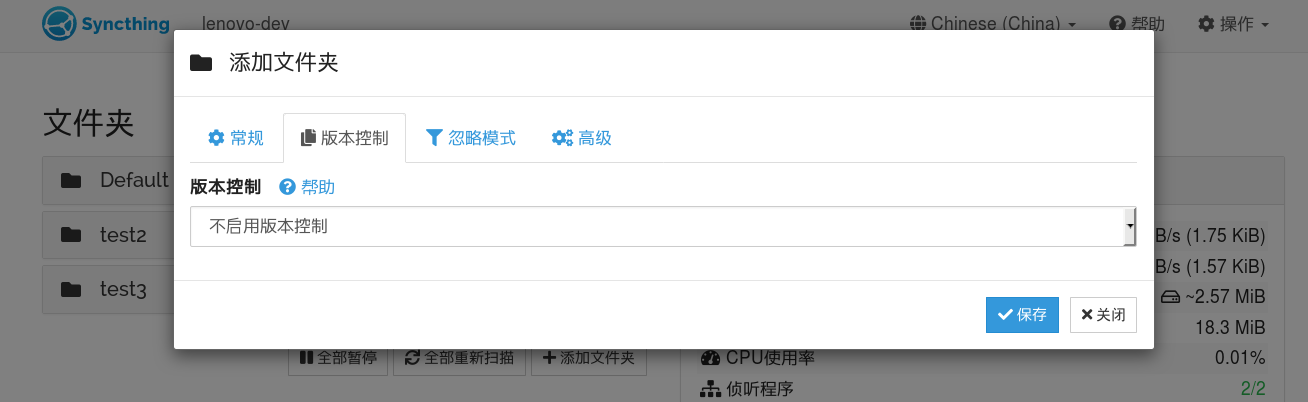 Syncthing lenovo-dev Chinese (China) 帮助 操作
添加文件夹
文件夹
常规 版本控制 忽略模式 高级
Default
版本控制 帮助
不启用版本控制
test2
B/s (1.75 KiB)
B/s (1.57 KiB)
test3
~2.57 MiB
保存 关闭
18.3 MiB
全部暂停 全部重新扫描 添加文件夹
CPU使用率 0.01%
侦听程序 2/2